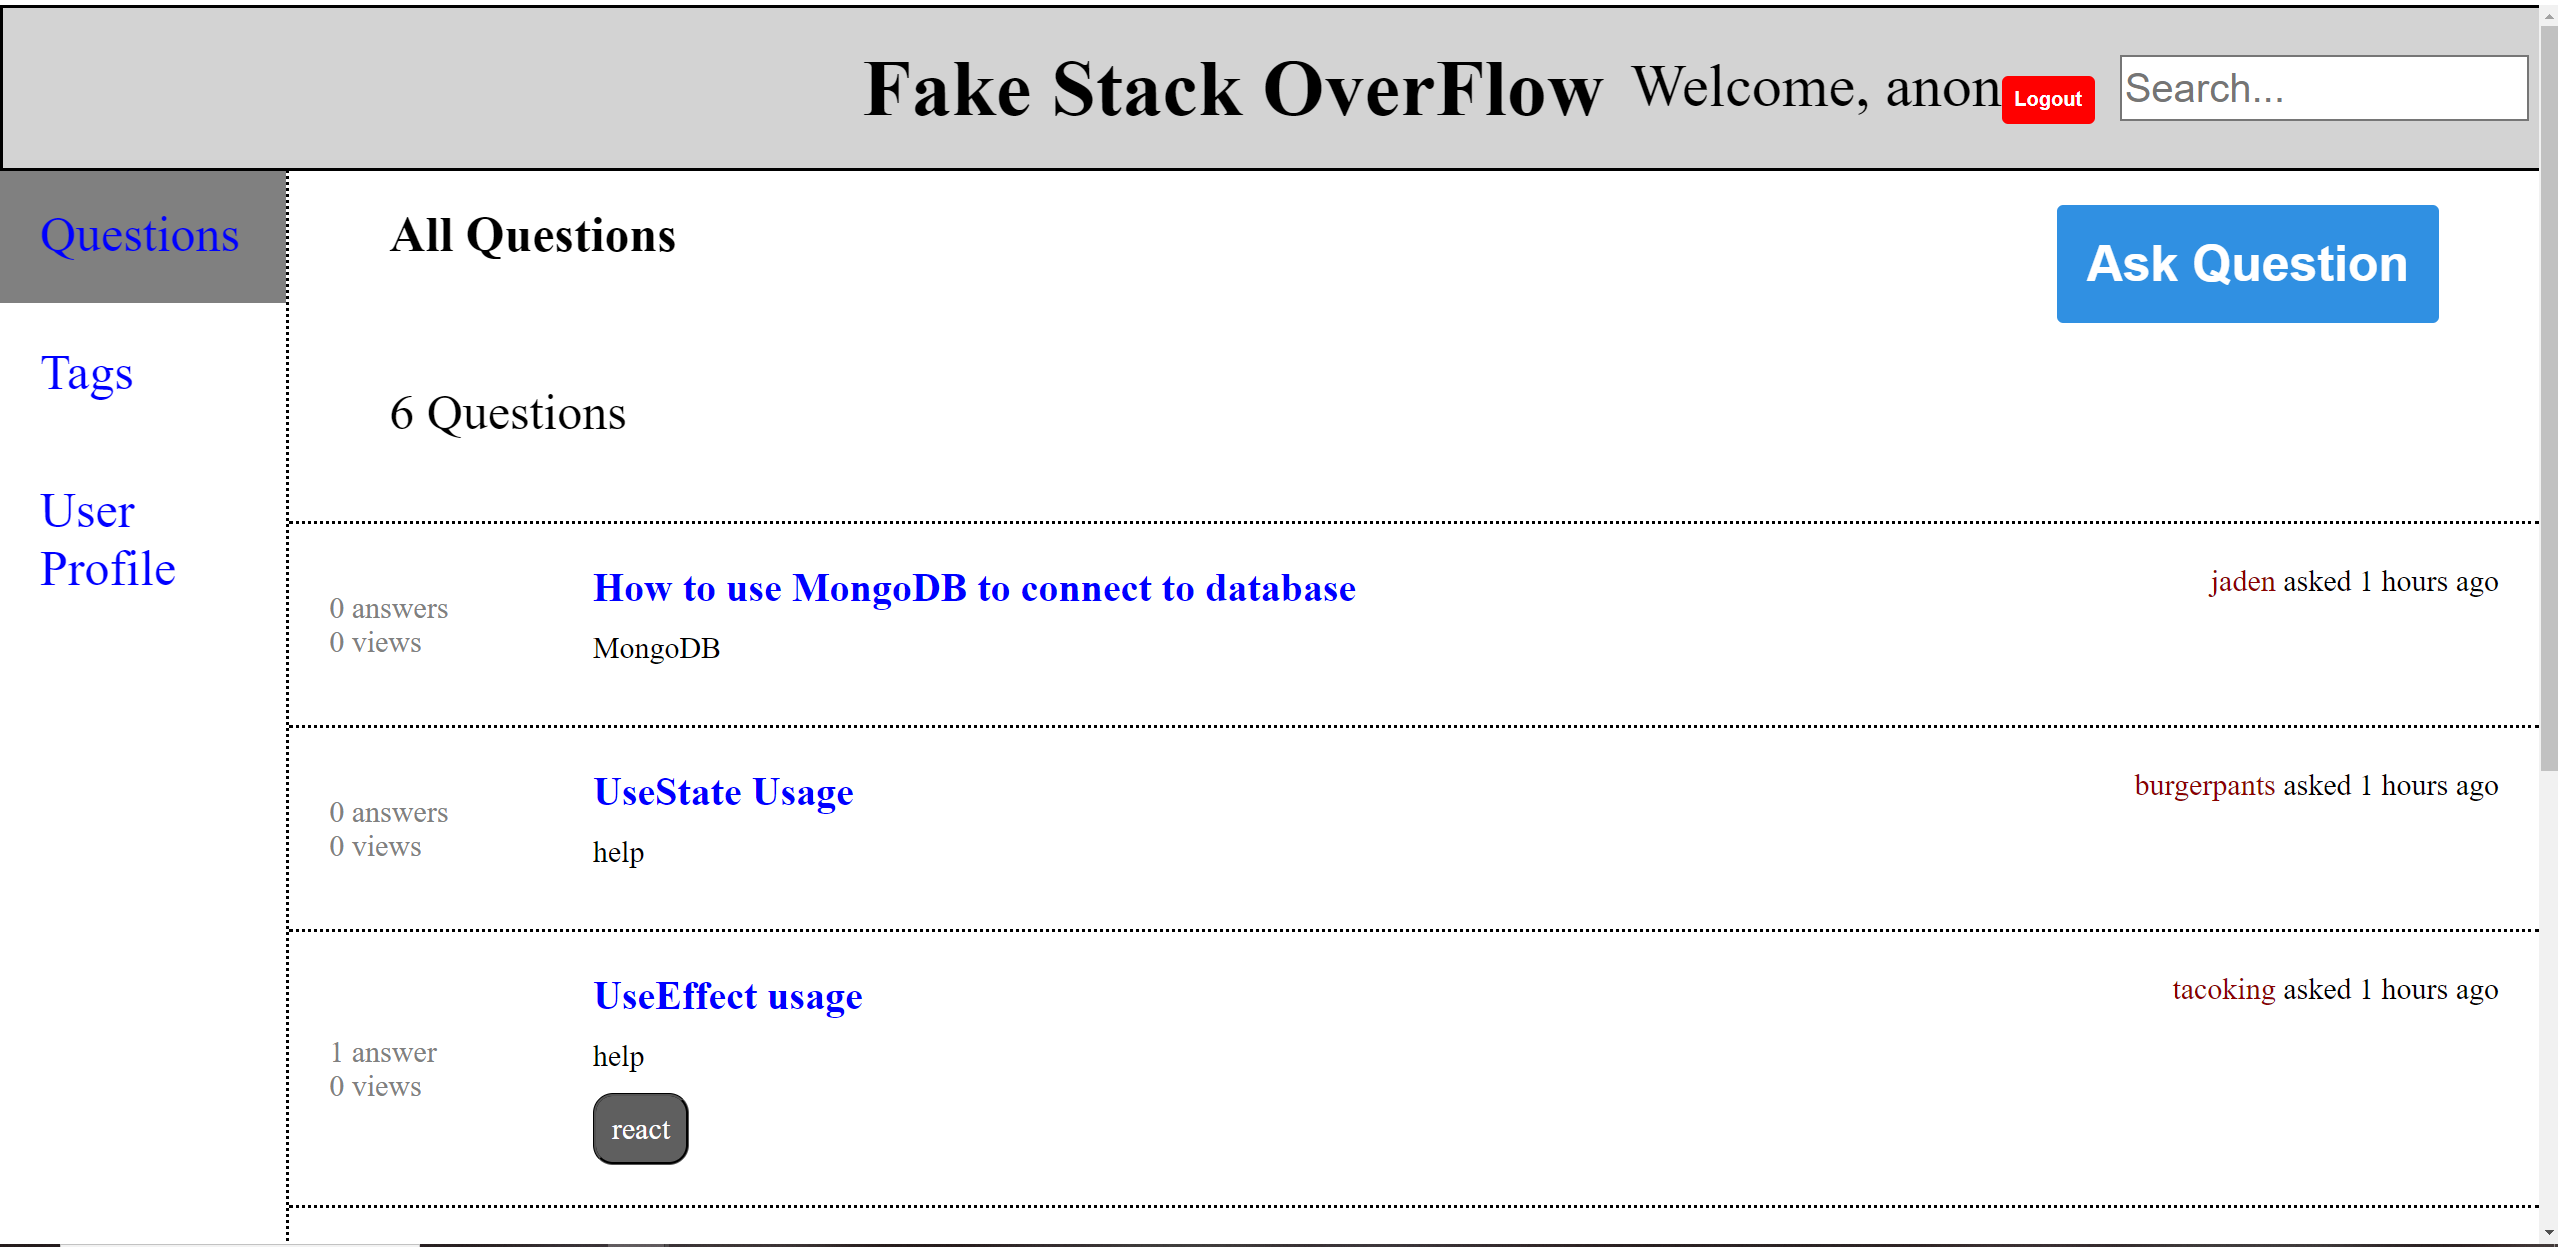 Fake Stack OverFlow
Welcome, anon
Logout
Search...
Questions
Tags
User
Profile
All Questions
Ask Question
6 Questions
0 answers
0 views
How to use MongoDB to connect to database
MongoDB
jaden asked 1 hours ago
0 answers
0 views
UseState Usage
help
burgerpants asked 1 hours ago
1 answer
0 views
UseEffect usage
help
react
tacoking asked 1 hours ago